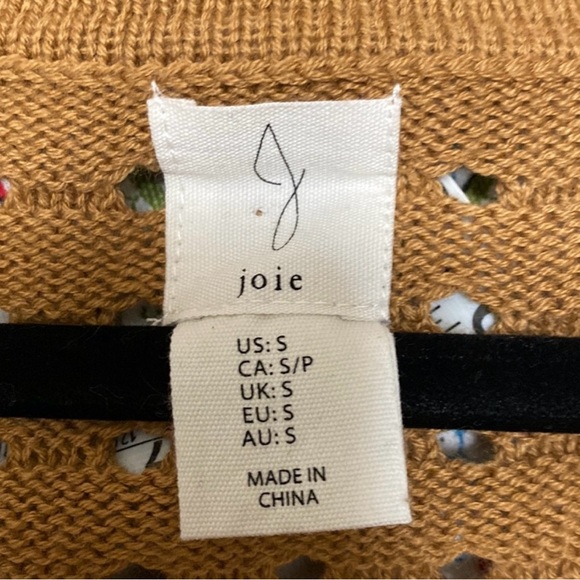 J
joie
US: S
CA: S/P
UK: S
EU: S
AU: S
MADE IN
CHINA